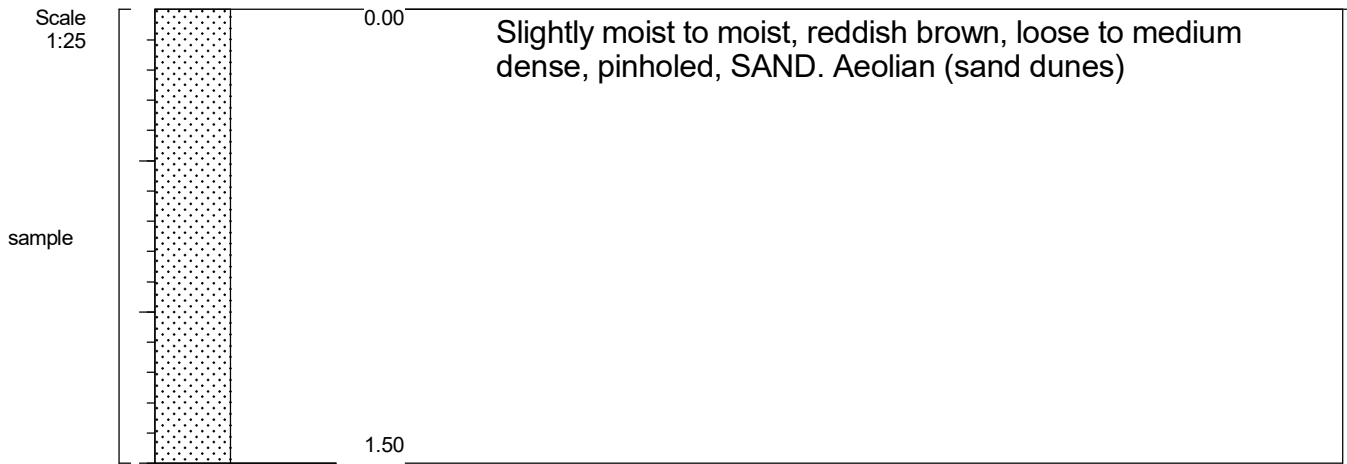 Scale
1:25
0.00
Slightly moist to moist, reddish brown, loose to medium
dense, pinholed, SAND. Aeolian (sand dunes)
sample
1.50